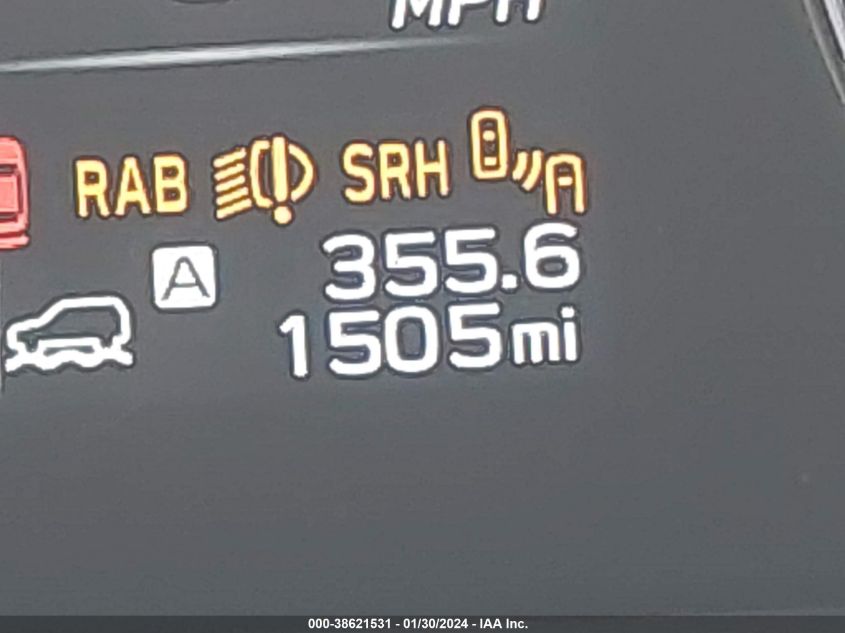 MPH
RAB SRH
A 355.6
1505mi
000-38621531 - 01/30/2024 - IAA Inc.